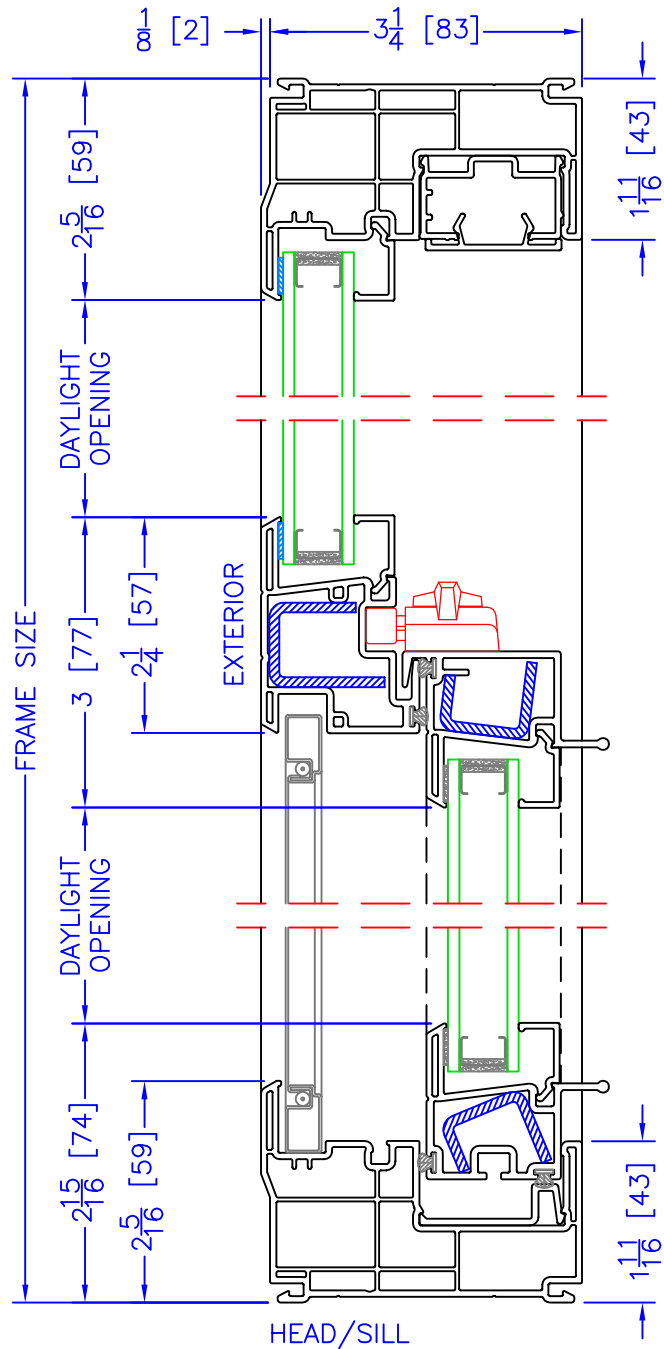 1/8 [2]
3 1/4 [83]
2 5/16 [59]
1 11/16 [43]
DAYLIGHT
OPENING
FRAME SIZE
3 [77]
2 1/4 [57]
EXTERIOR
DAYLIGHT
OPENING
2 15/16 [74]
2 5/16 [59]
1 11/16 [43]
HEAD/SILL